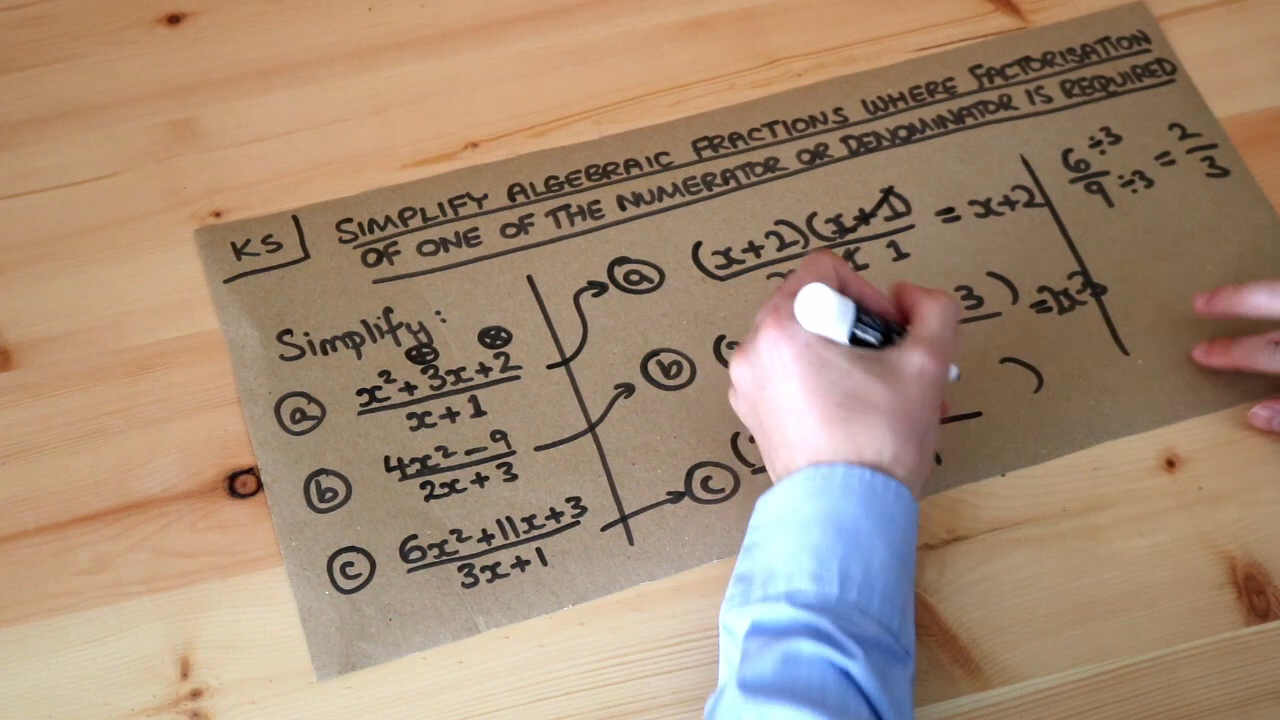 KS SIMPLIFY ALGEBRAIC FRACTIONS WHERE FACTORISATION
OF ONE OF THE NUMERATOR OR DENOMINATOR IS REQUIRED
Simplify:
a x²+3x+2
x+1
b 4x²-9
2x+3
c 6x²+11x+3
3x+1
a (x+2)(x+1) = x+2
1
b ( 3)
c (
6÷3 = 2
9÷3 3